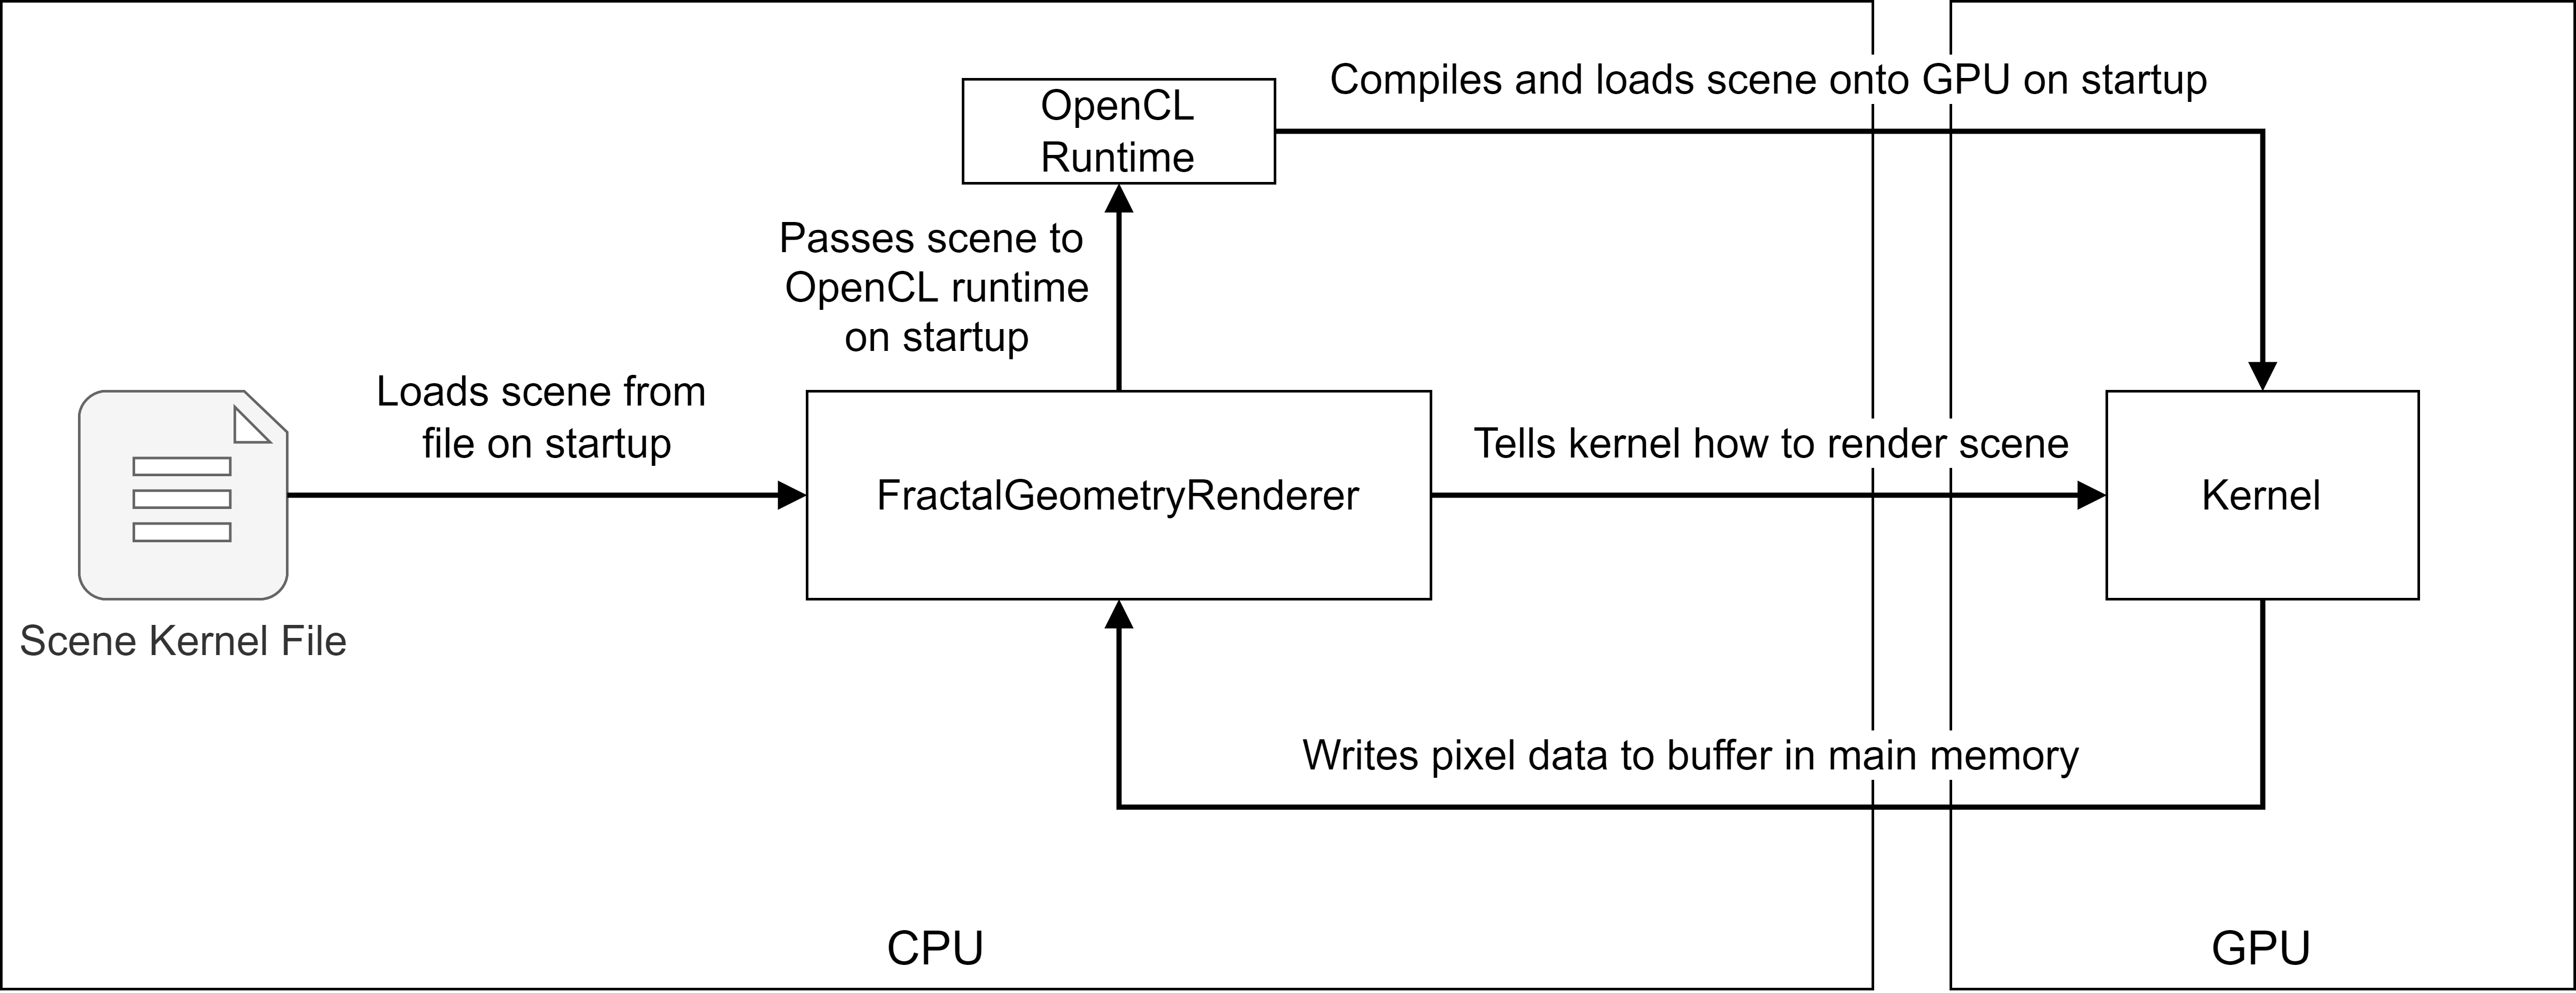 OpenCL
Runtime
Compiles and loads scene onto GPU on startup
Passes scene to
OpenCL runtime
on startup
Loads scene from
file on startup
FractalGeometryRenderer
Tells kernel how to render scene
Kernel
Scene Kernel File
Writes pixel data to buffer in main memory
CPU
GPU